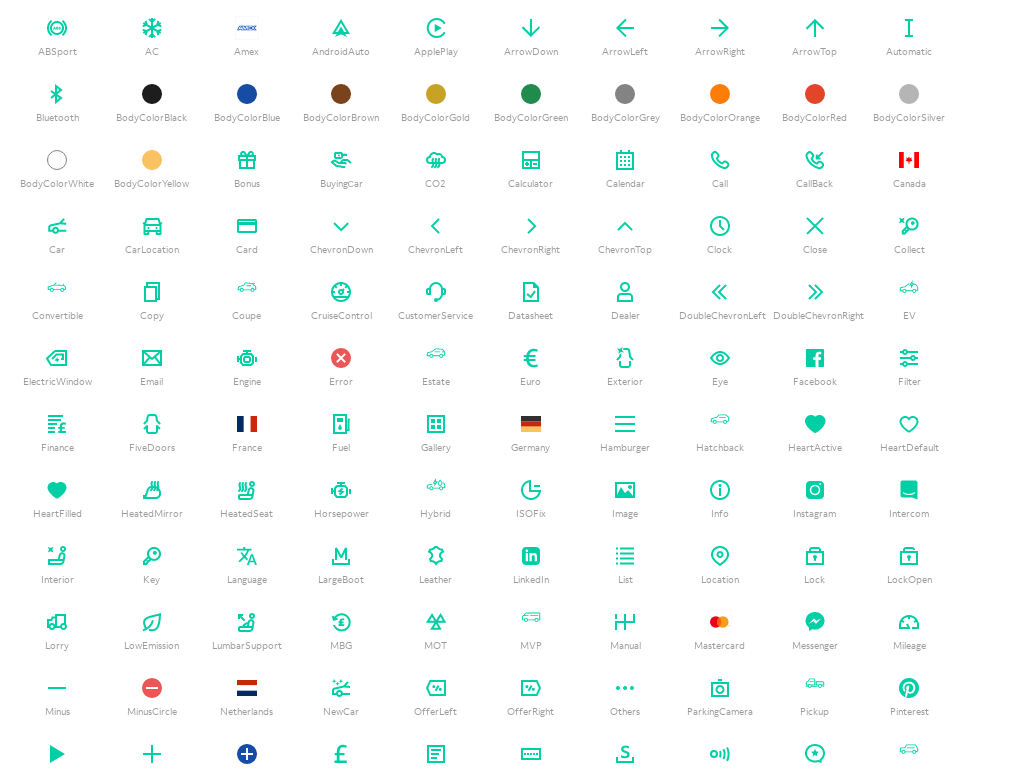 ABSport AC Amex AndroidAuto ApplePlay ArrowDown ArrowLeft ArrowRight ArrowTop Automatic
Bluetooth BodyColorBlack BodyColorBlue BodyColorBrown BodyColorGold BodyColorGreen BodyColorGrey BodyColorOrange BodyColorRed BodyColorSilver
BodyColorWhite BodyColorYellow Bonus BuyingCar CO2 Calculator Calendar Call CallBack Canada
Car CarLocation Card ChevronDown ChevronLeft ChevronRight ChevronTop Clock Close Collect
Convertible Copy Coupe CruiseControl CustomerService Datasheet Dealer DoubleChevronLeft DoubleChevronRight EV
ElectricWindow Email Engine Error Estate Euro Exterior Eye Facebook Filter
Finance FiveDoors France Fuel Gallery Germany Hamburger Hatchback HeartActive HeartDefault
HeartFilled HeatedMirror HeatedSeat Horsepower Hybrid ISOFix Image Info Instagram Intercom
Interior Key Language LargeBoot Leather LinkedIn List Location Lock LockOpen
Lorry LowEmission LumbarSupport MBG MOT MVP Manual Mastercard Messenger Mileage
Minus MinusCircle Netherlands NewCar OfferLeft OfferRight Others ParkingCamera Pickup Pinterest